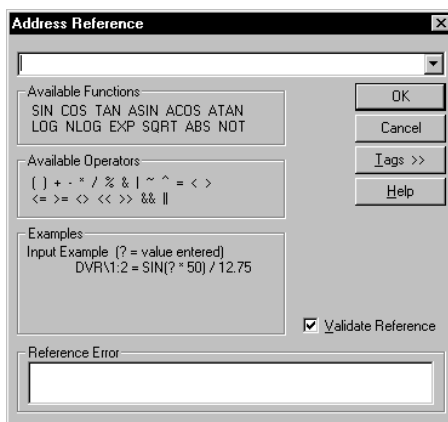 Address Reference
Available Functions
SIN COS TAN ASIN ACOS ATAN
LOG NLOG EXP SQRT ABS NOT
OK
Cancel
Tags >>
Help
Available Operators
( ) + - * / % & | ~ ^ = < >
<= >= <> << >> && ||
Examples
Input Example (? = value entered)
DVR\1:2 = SIN(? * 50) / 12.75
Validate Reference
Reference Error